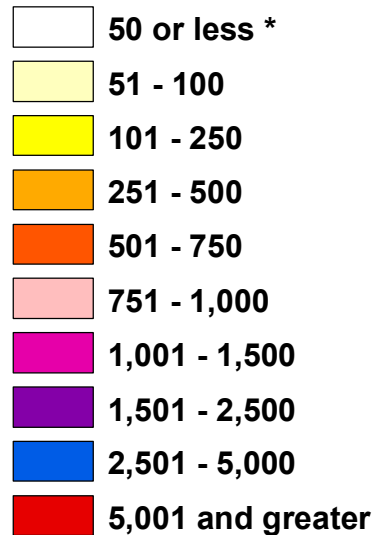 50 or less *
51 - 100
101 - 250
251 - 500
501 - 750
751 - 1,000
1,001 - 1,500
1,501 - 2,500
2,501 - 5,000
5,001 and greater